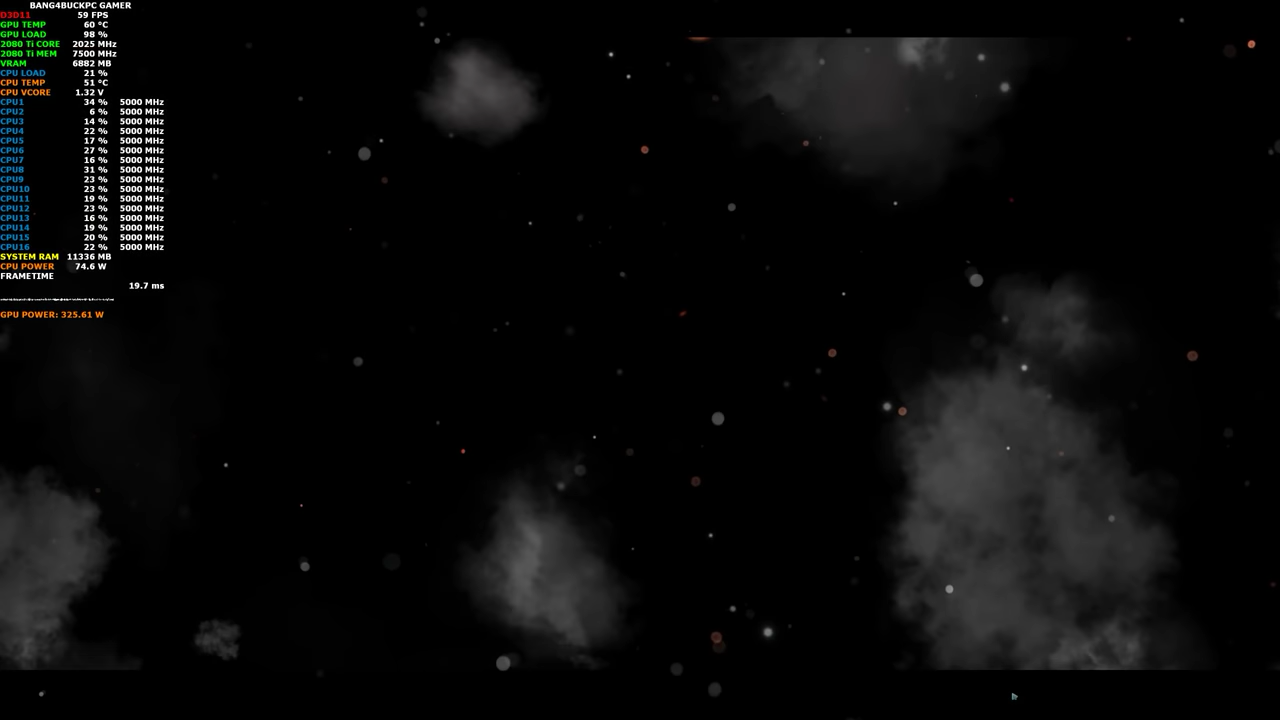 BANG4BUCKPC GAMER
D3D11 59 FPS
GPU TEMP 60 °C
GPU LOAD 98 %
2080 Ti CORE 2025 MHz
2080 Ti MEM 7500 MHz
VRAM 6882 MB
CPU LOAD 21 %
CPU TEMP 51 °C
CPU VCORE 1.32 V
CPU1 34 % 5000 MHz
CPU2 6 % 5000 MHz
CPU3 14 % 5000 MHz
CPU4 22 % 5000 MHz
CPU5 17 % 5000 MHz
CPU6 27 % 5000 MHz
CPU7 16 % 5000 MHz
CPU8 31 % 5000 MHz
CPU9 23 % 5000 MHz
CPU10 23 % 5000 MHz
CPU11 19 % 5000 MHz
CPU12 23 % 5000 MHz
CPU13 16 % 5000 MHz
CPU14 19 % 5000 MHz
CPU15 20 % 5000 MHz
CPU16 22 % 5000 MHz
SYSTEM RAM 11336 MB
CPU POWER 74.6 W
FRAMETIME
19.7 ms
GPU POWER: 325.61 W